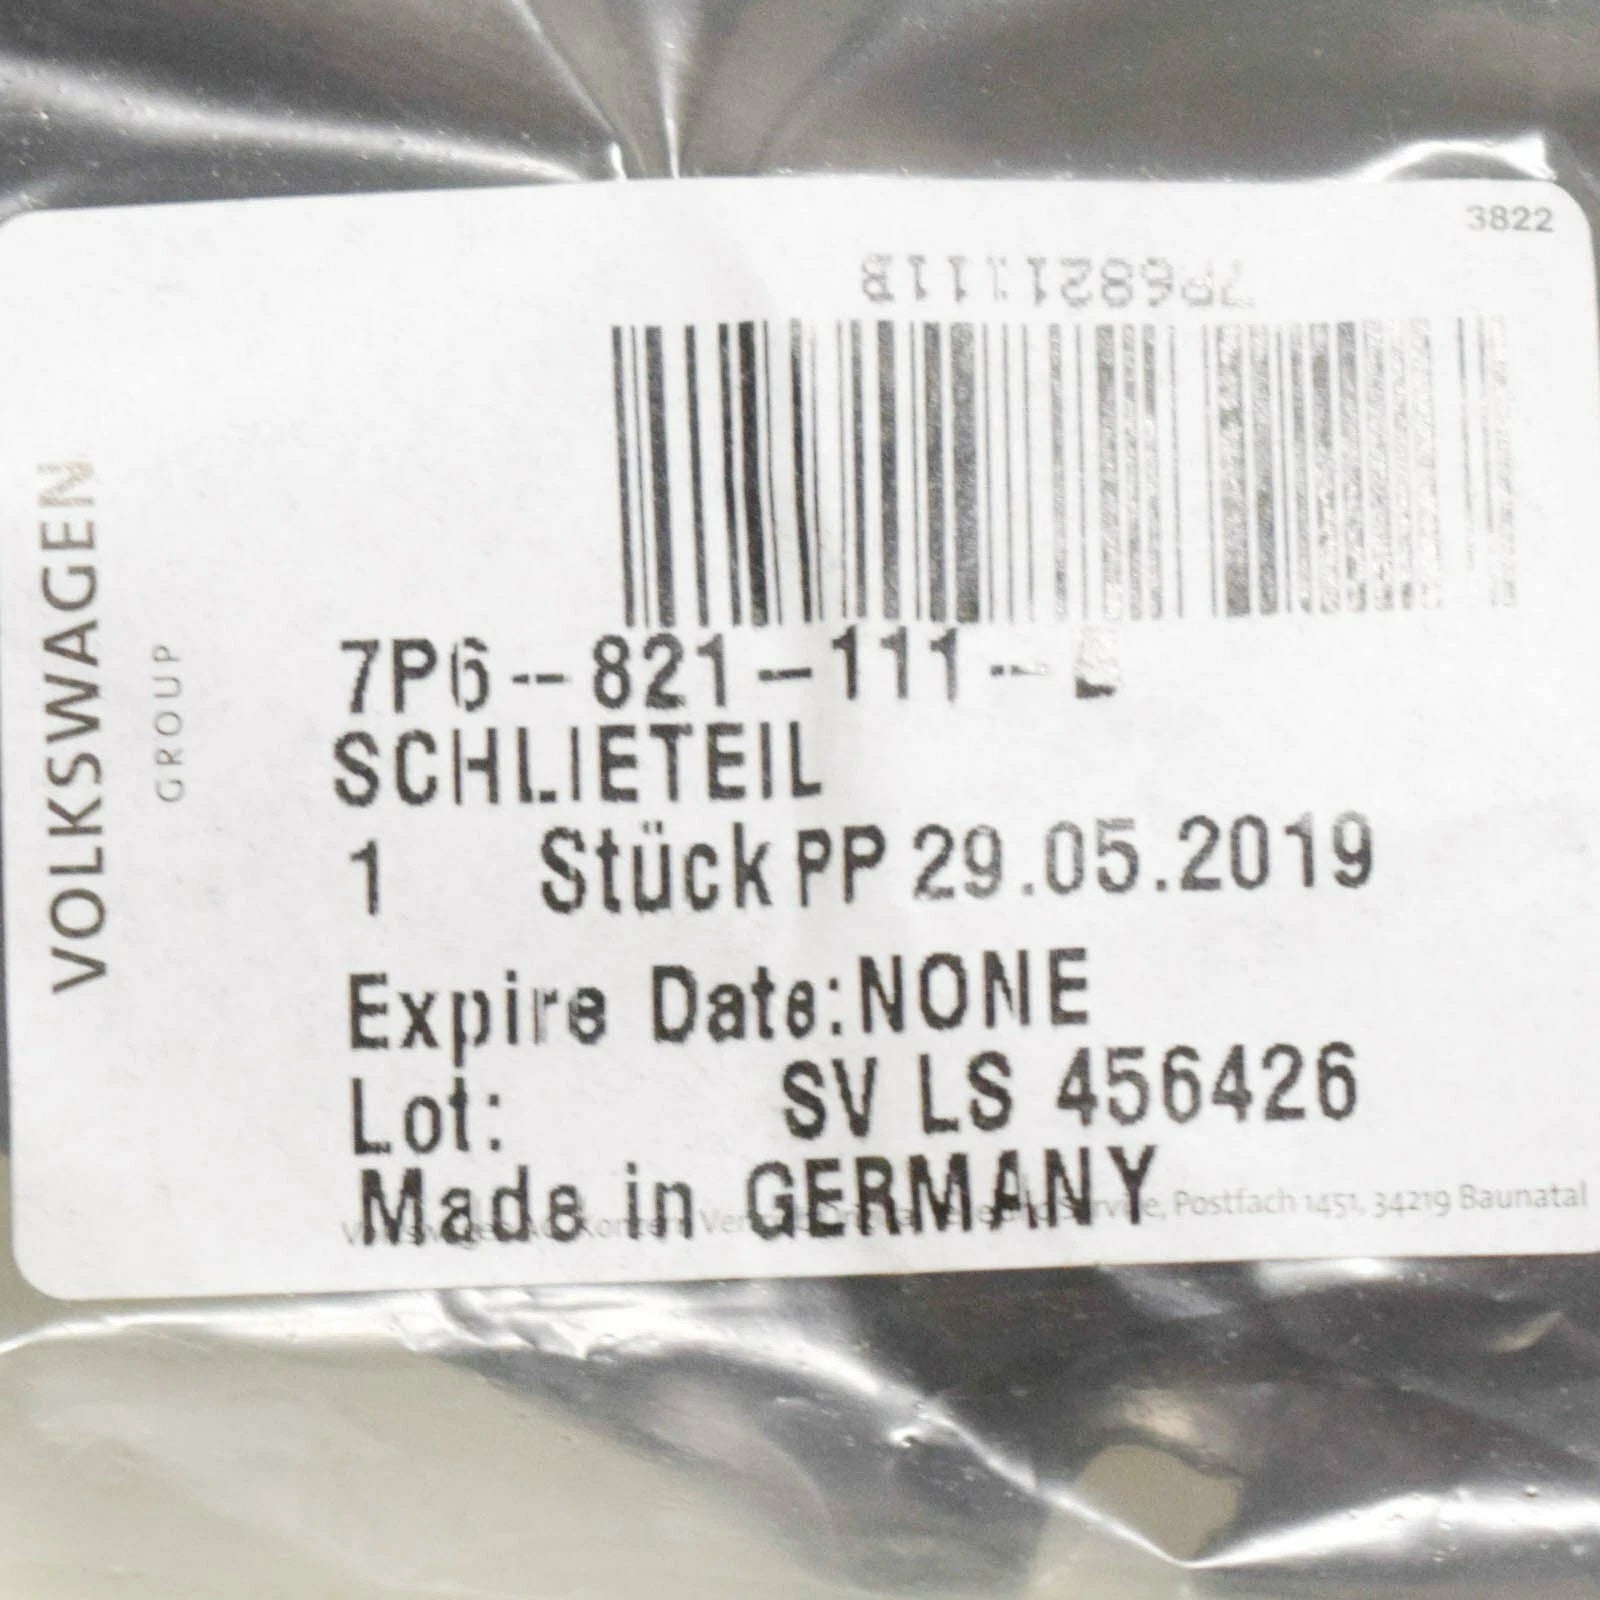 3822
7P6821111B
VOLKSWAGEN
GROUP
7P6-821-111-
SCHLIETEIL
1 Stück PP 29.05.2019
Expire Date:NONE
Lot: SV LS 456426
Made in GERMANY
Postfach 1451, 34219 Baunatal